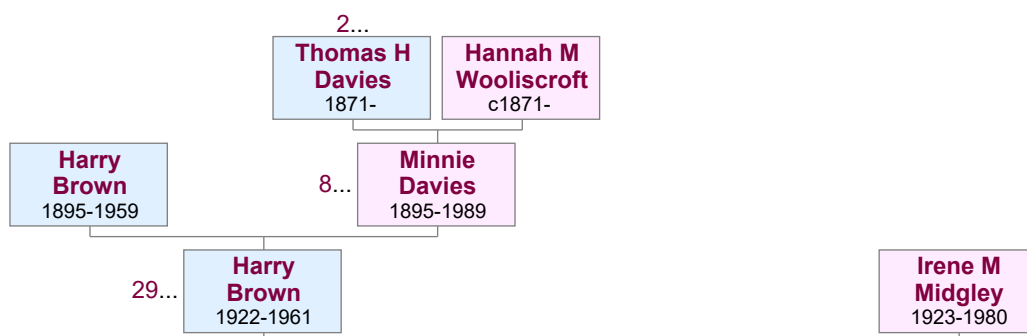 2...
Thomas H
Davies
1871-
Hannah M
Wooliscroft
c1871-
Harry
Brown
1895-1959
8...
Minnie
Davies
1895-1989
29...
Harry
Brown
1922-1961
Irene M
Midgley
1923-1980